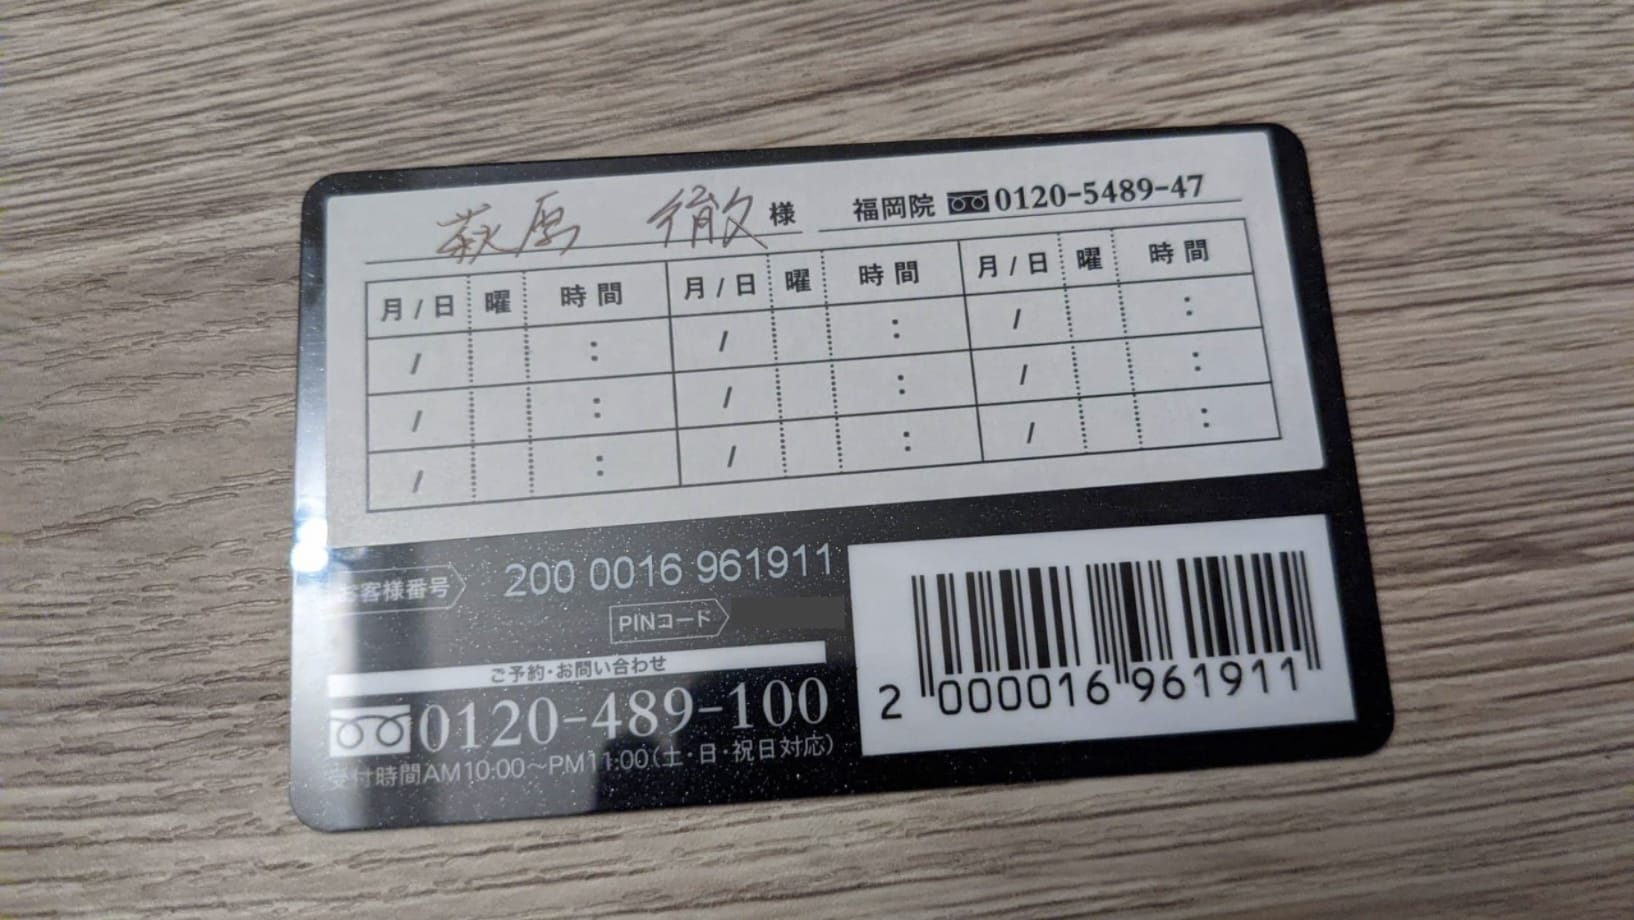 萩原 徹 様 福岡院 0120-5489-47
月/日 曜 時間 月/日 曜 時間 月/日 曜 時間
/ : / : / :
/ : / : / :
/ : / : / :
お客様番号 200 0016 961911
PINコード
ご予約・お問い合わせ
0120-489-100
受付時間AM10:00～PM11:00(土・日・祝日対応)
2 000016 961911